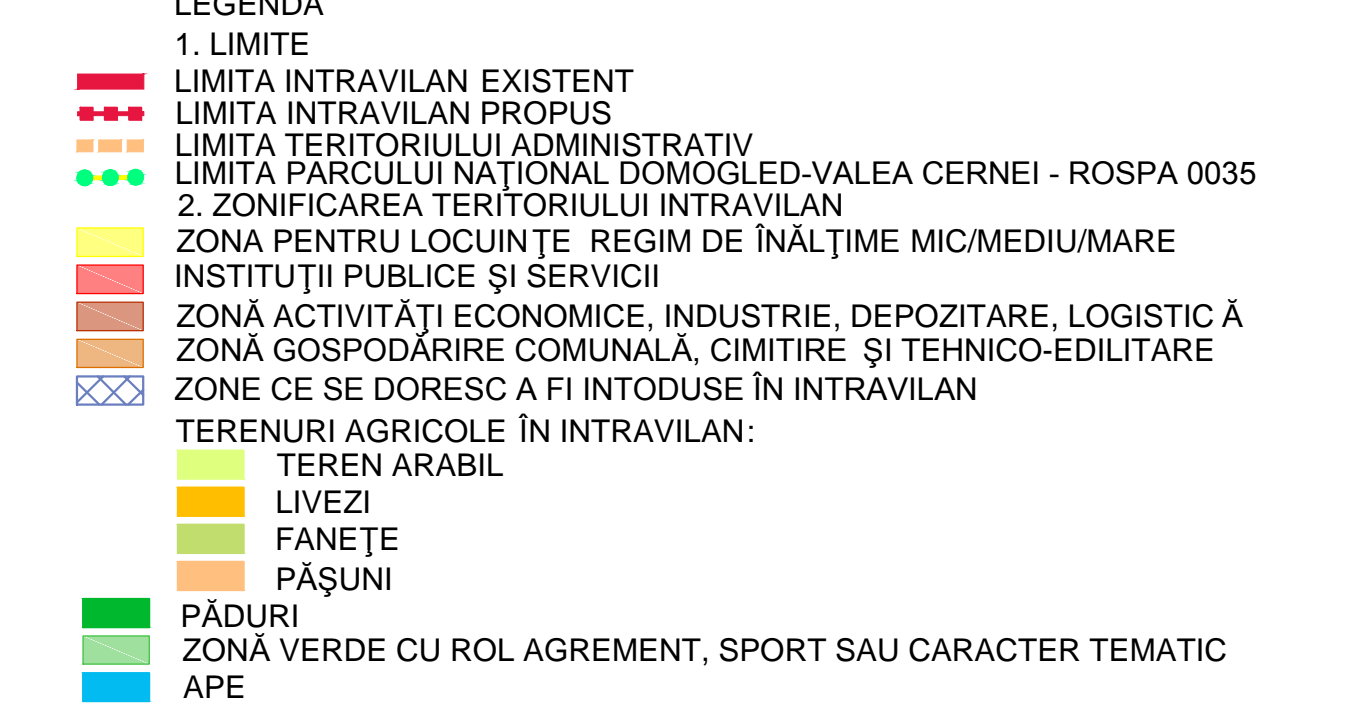 LEGENDA
1. LIMITE
LIMITA INTRAVILAN EXISTENT
LIMITA INTRAVILAN PROPUS
LIMITA TERITORIULUI ADMINISTRATIV
LIMITA PARCULUI NAŢIONAL DOMOGLED-VALEA CERNEI - ROSPA 0035
2. ZONIFICAREA TERITORIULUI INTRAVILAN
ZONA PENTRU LOCUINŢE REGIM DE ÎNĂLŢIME MIC/MEDIU/MARE
INSTITUŢII PUBLICE ŞI SERVICII
ZONĂ ACTIVITĂŢI ECONOMICE, INDUSTRIE, DEPOZITARE, LOGISTIC Ă
ZONĂ GOSPODĂRIRE COMUNALĂ, CIMITIRE ŞI TEHNICO-EDILITARE
ZONE CE SE DORESC A FI INTODUSE ÎN INTRAVILAN
TERENURI AGRICOLE ÎN INTRAVILAN:
TEREN ARABIL
LIVEZI
FANEŢE
PĂŞUNI
PĂDURI
ZONĂ VERDE CU ROL AGREMENT, SPORT SAU CARACTER TEMATIC
APE